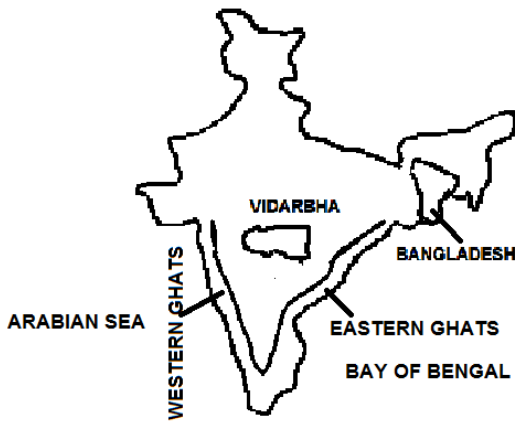 VIDARBHA
BANGLADESH
WESTERN GHATS
ARABIAN SEA
EASTERN GHATS
BAY OF BENGAL